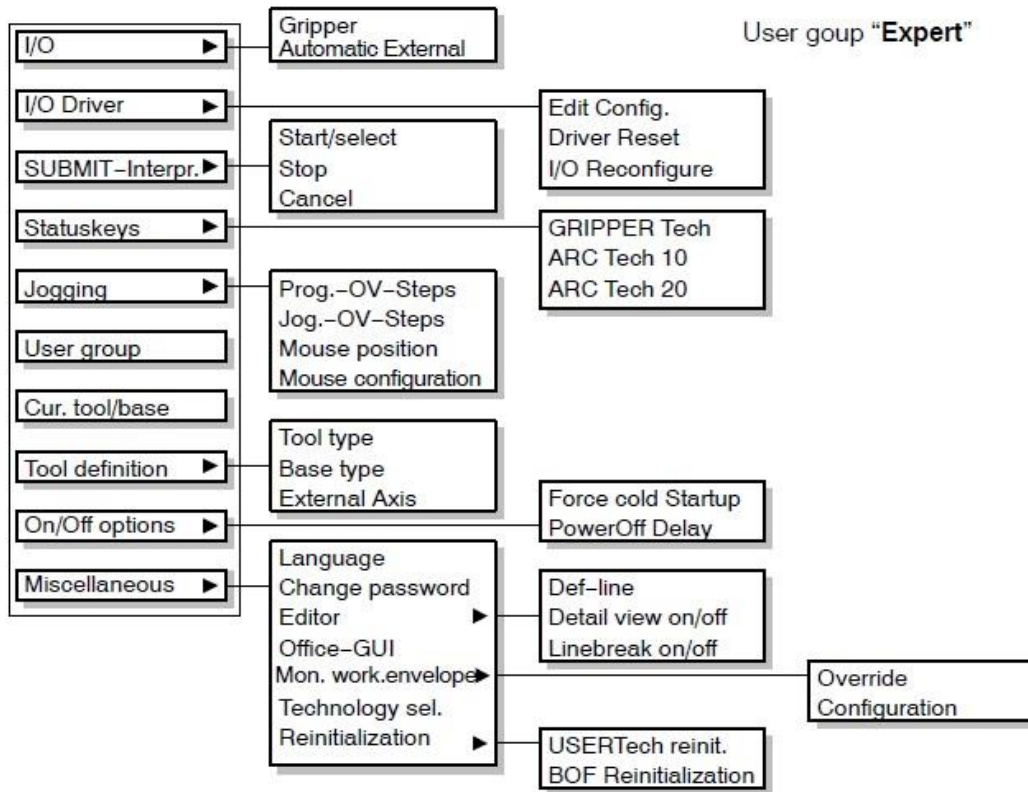 User goup “Expert”
I/O
Gripper
Automatic External
I/O Driver
Edit Config.
Driver Reset
I/O Reconfigure
SUBMIT−Interpr.
Start/select
Stop
Cancel
Statuskeys
GRIPPER Tech
ARC Tech 10
ARC Tech 20
Jogging
Prog.−OV−Steps
Jog.−OV−Steps
Mouse position
Mouse configuration
User group
Cur. tool/base
Tool definition
Tool type
Base type
External Axis
On/Off options
Force cold Startup
PowerOff Delay
Miscellaneous
Language
Change password
Editor
Office−GUI
Mon. work.envelope
Technology sel.
Reinitialization
Def−line
Detail view on/off
Linebreak on/off
Override
Configuration
USERTech reinit.
BOF Reinitialization